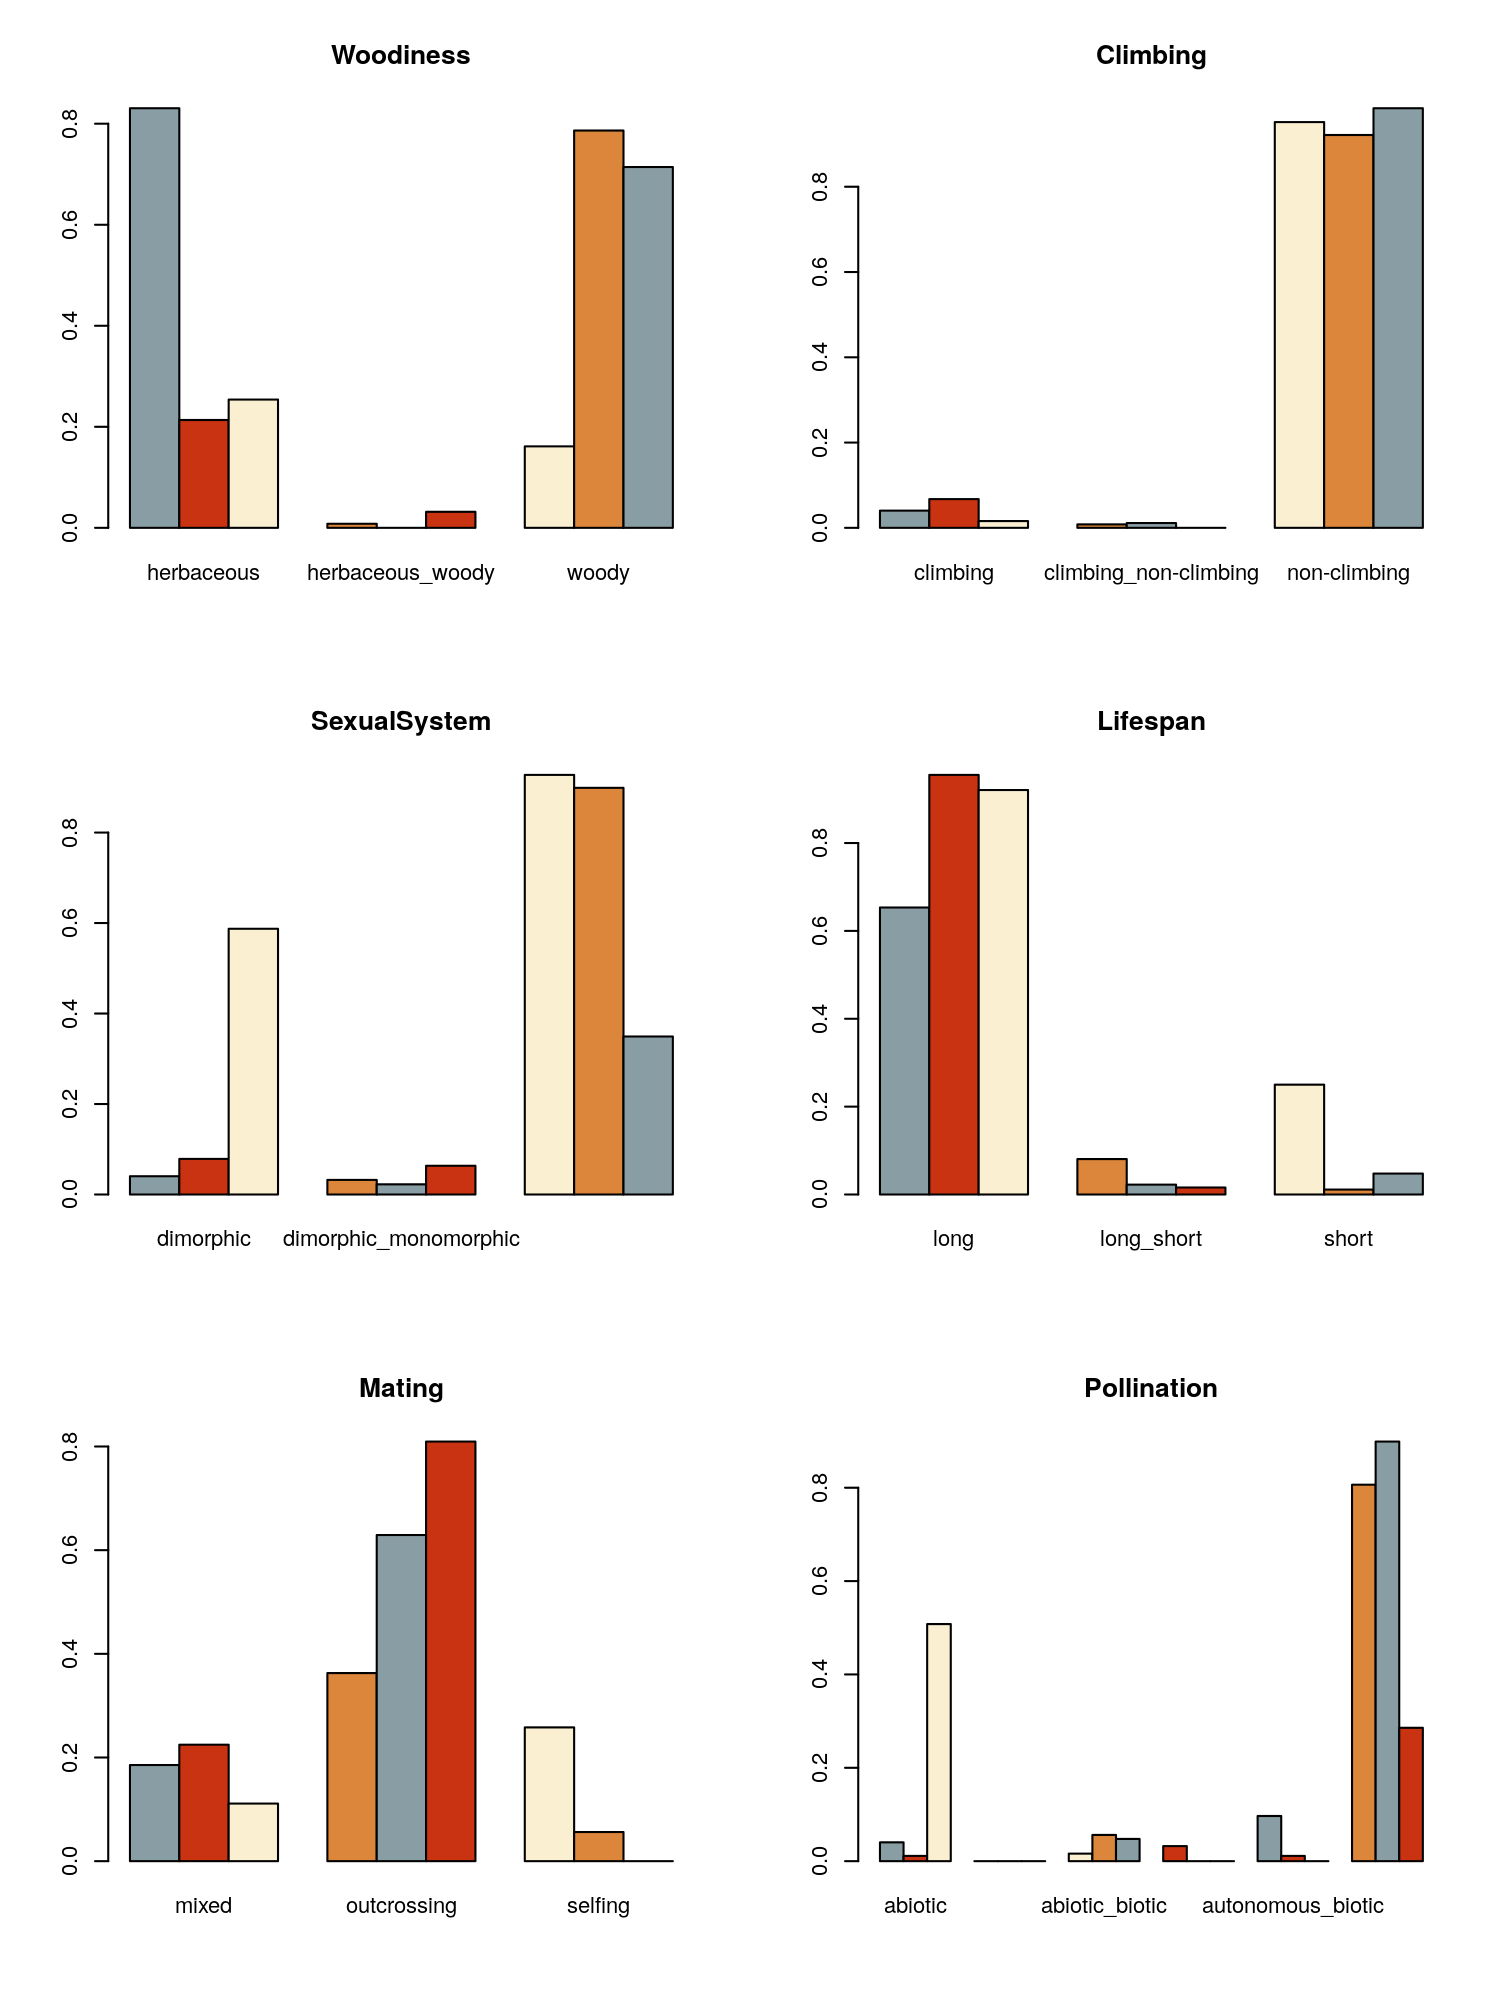 Woodiness
0.0 0.2 0.4 0.6 0.8
herbaceous herbaceous_woody woody
Climbing
0.0 0.2 0.4 0.6 0.8
climbing climbing_non-climbing non-climbing
SexualSystem
0.0 0.2 0.4 0.6 0.8
dimorphic dimorphic_monomorphic
Lifespan
0.0 0.2 0.4 0.6 0.8
long long_short short
Mating
0.0 0.2 0.4 0.6 0.8
mixed outcrossing selfing
Pollination
0.0 0.2 0.4 0.6 0.8
abiotic abiotic_biotic autonomous_biotic